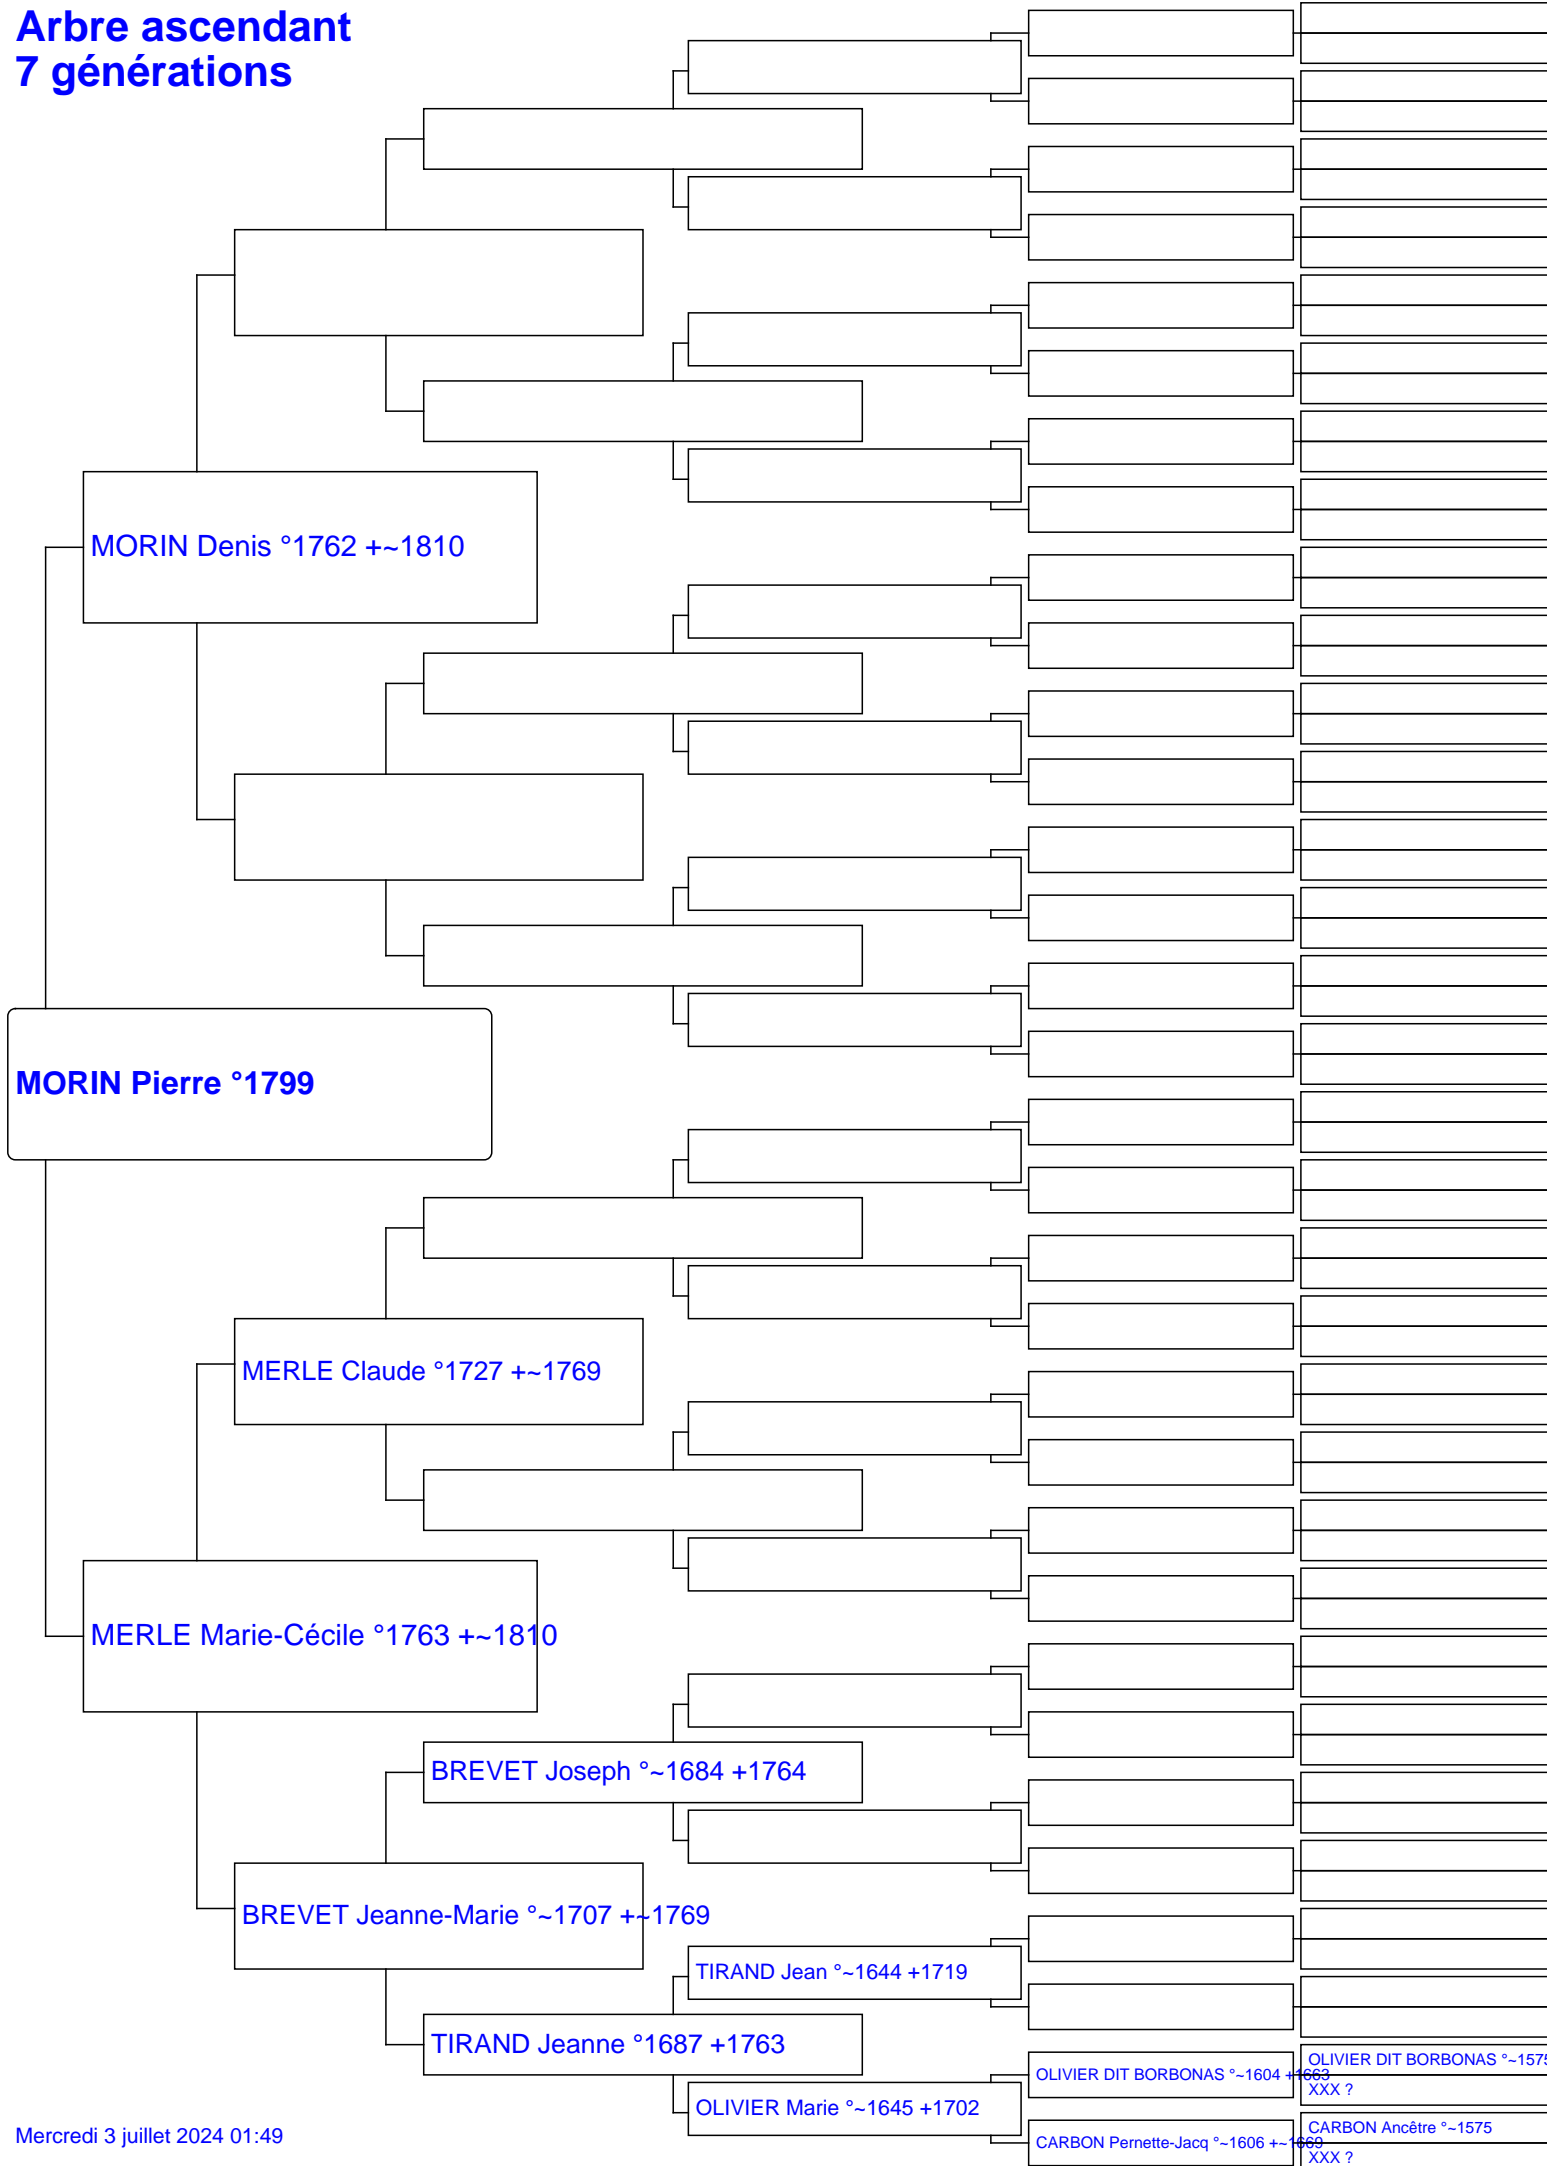 Arbre ascendant
7 générations
MORIN Denis °1762 +~1810
MORIN Pierre °1799
MERLE Claude °1727 +~1769
MERLE Marie-Cécile °1763 +~1810
BREVET Joseph °~1684 +1764
BREVET Jeanne-Marie °~1707 +~1769
TIRAND Jean °~1644 +1719
TIRAND Jeanne °1687 +1763
OLIVIER DIT BORBONAS °~1575
OLIVIER DIT BORBONAS °~1604 +1663
XXX ?
OLIVIER Marie °~1645 +1702
CARBON Ancêtre °~1575
CARBON Pernette-Jacq °~1606 +~1669
XXX ?
Mercredi 3 juillet 2024 01:49